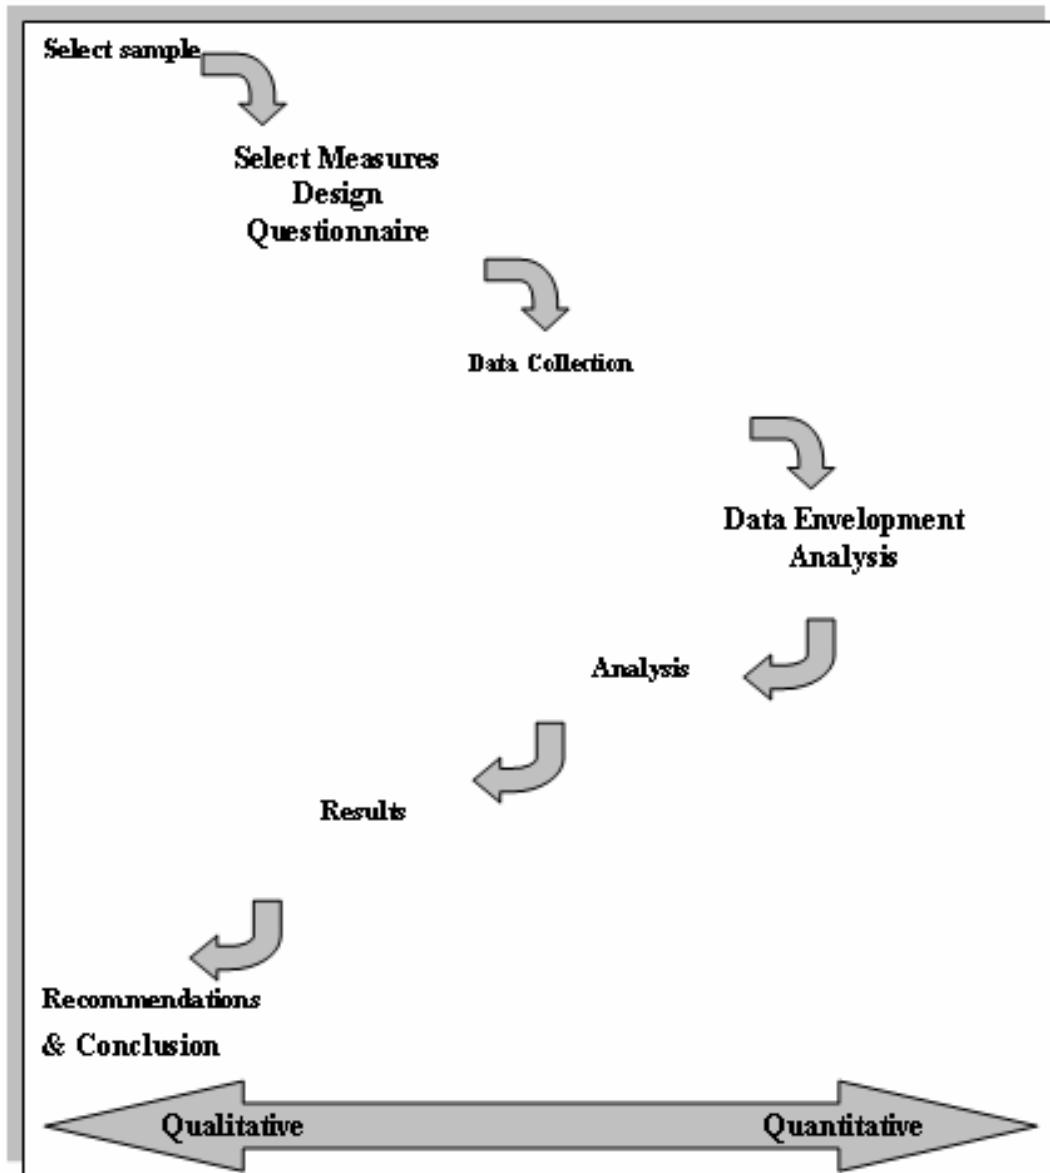 Select sample
Select Measures
Design
Questionnaire
Data Collection
Data Envelopment
Analysis
Analysis
Results
Recommendations
& Conclusion
Qualitative
Quantitative